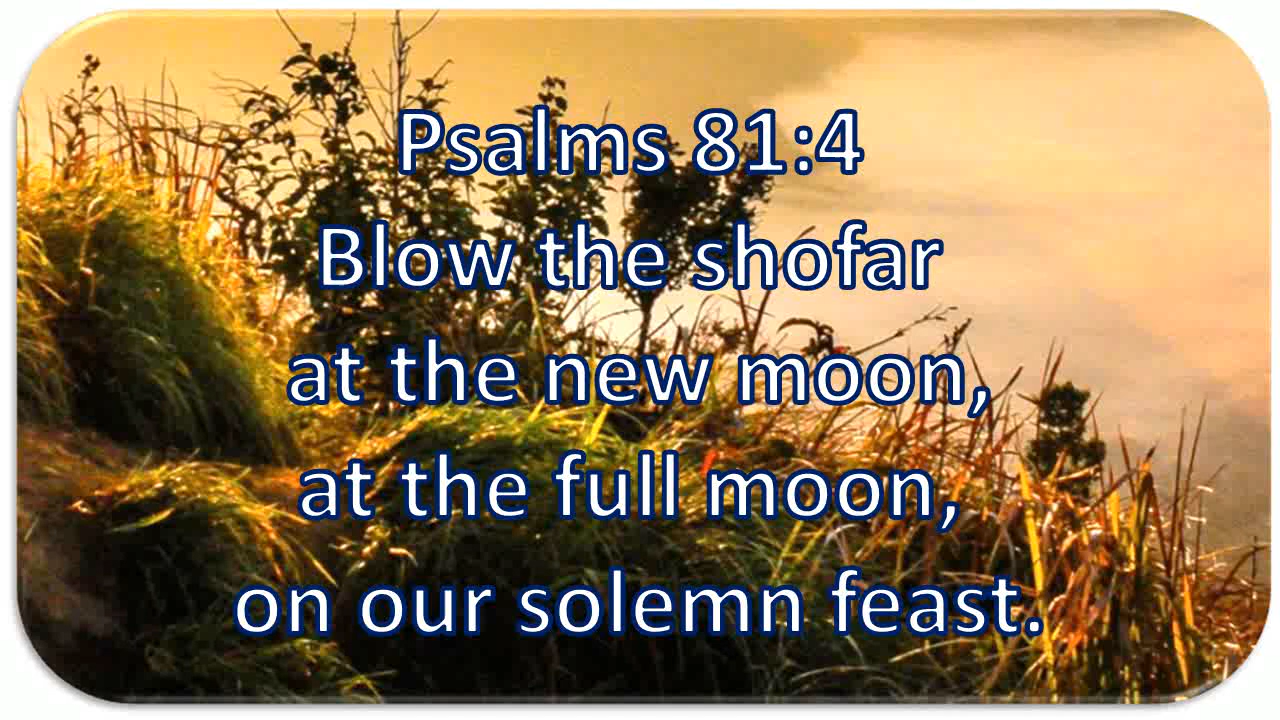 Psalms 81:4
Blow the shofar
at the new moon,
at the full moon,
on our solemn feast.